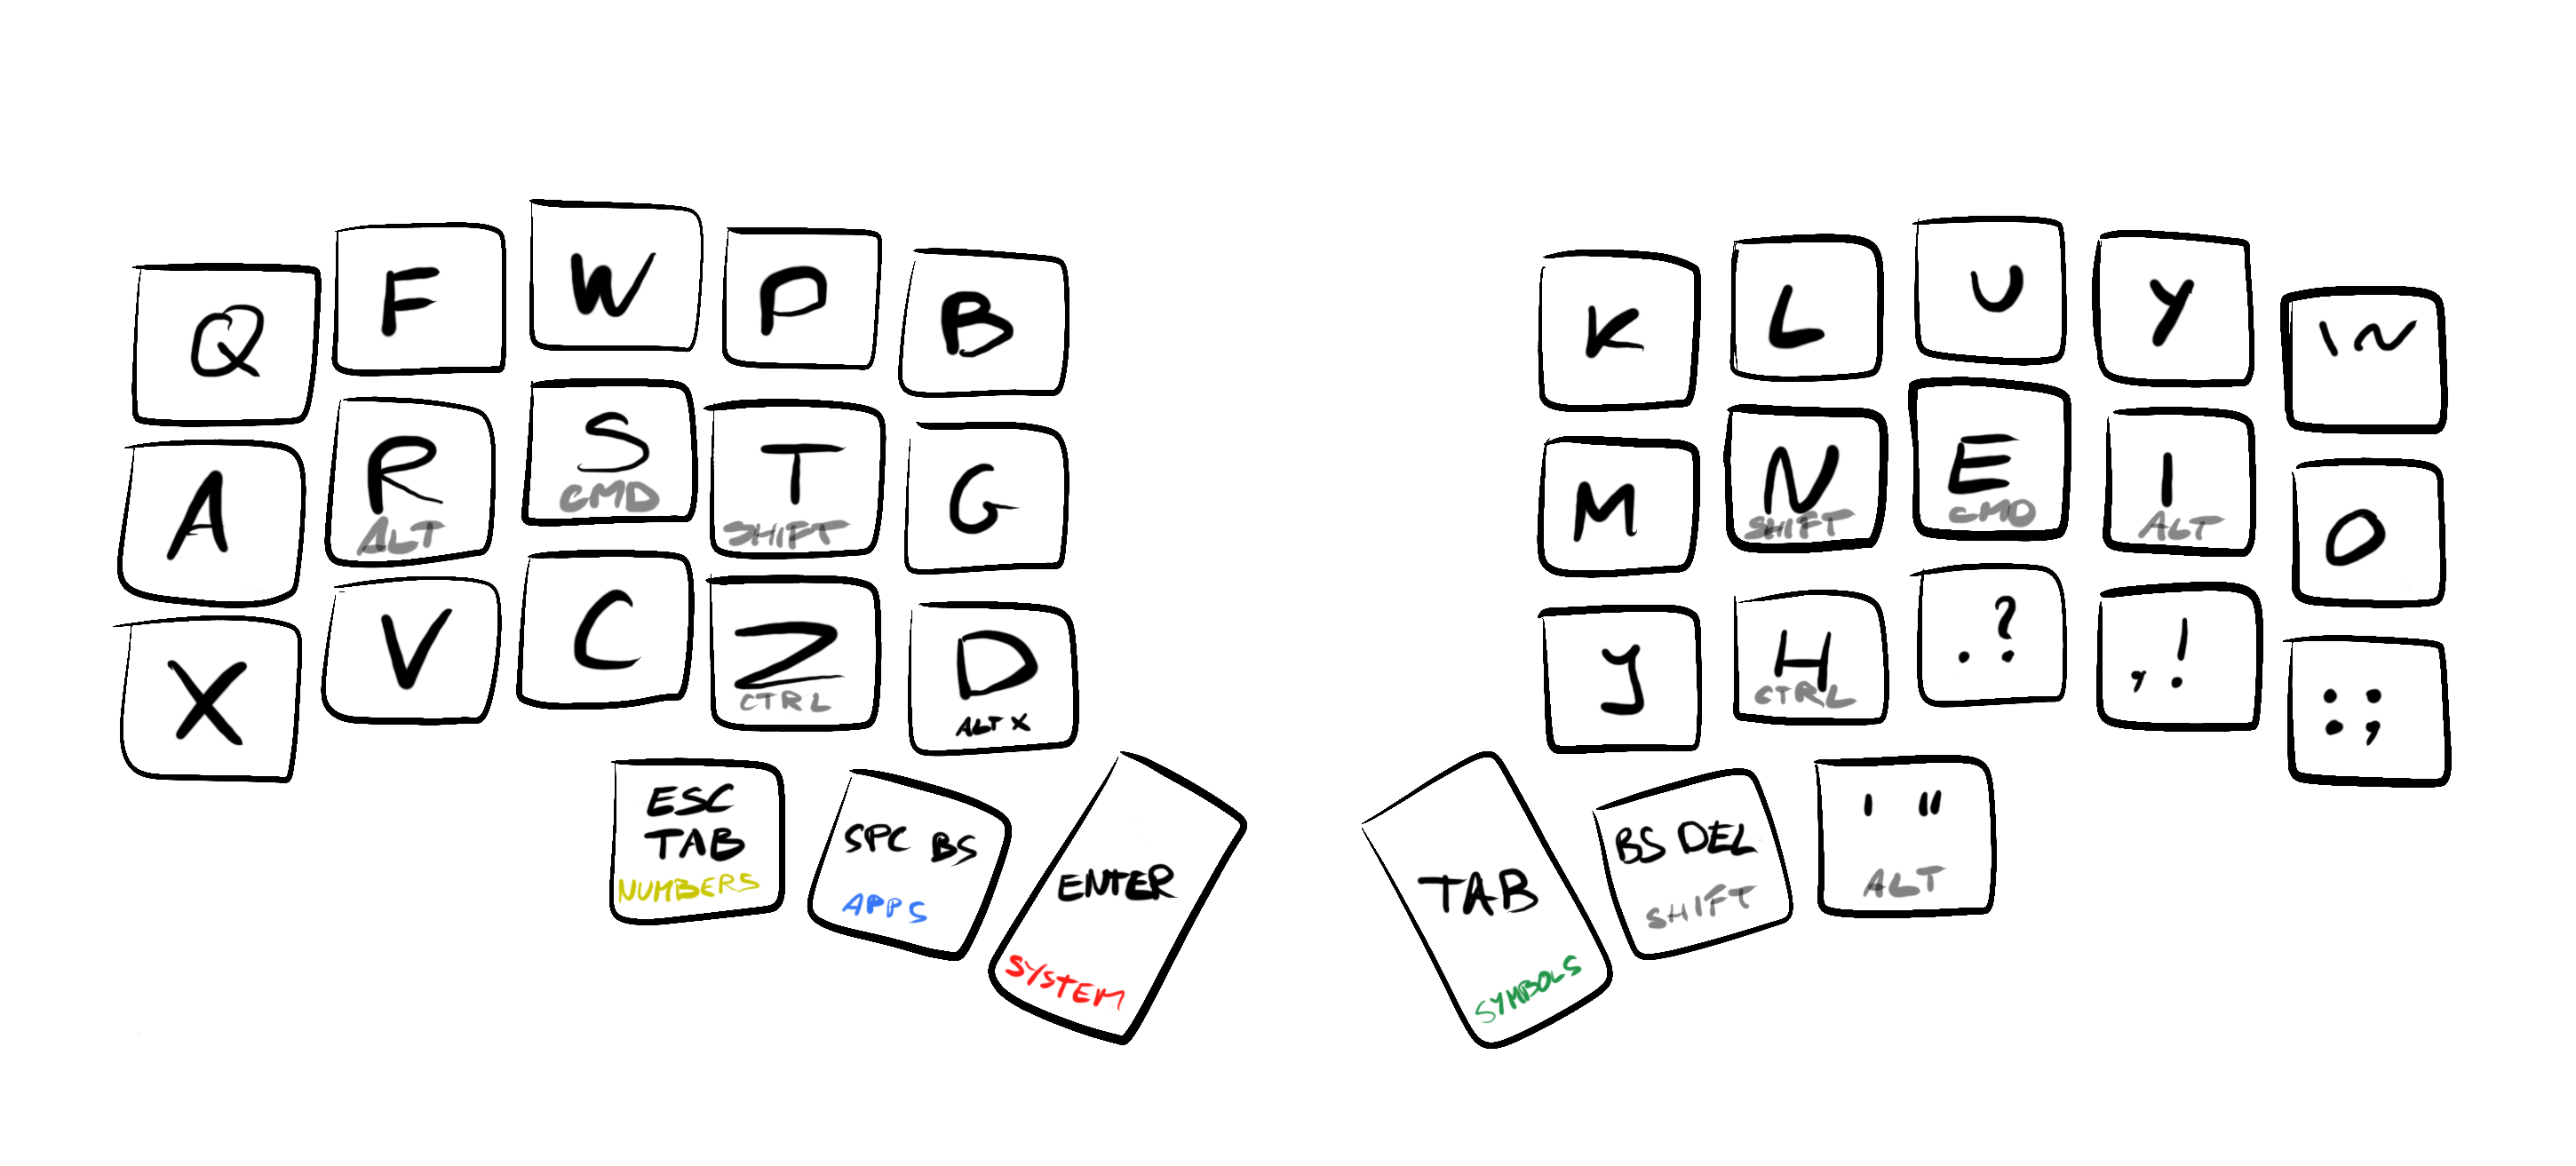 Q F W P B K L U Y ` ~
A R S T G M N E I O
ALT CMD SHIFT SHIFT CMD ALT
X V C Z D J H . ? , ! : ;
CTRL ALT X CTRL
ESC
TAB
NUMBERS
SPC BS
APPS
ENTER
SYSTEM
TAB
SYMBOLS
BS DEL
SHIFT
' "
ALT